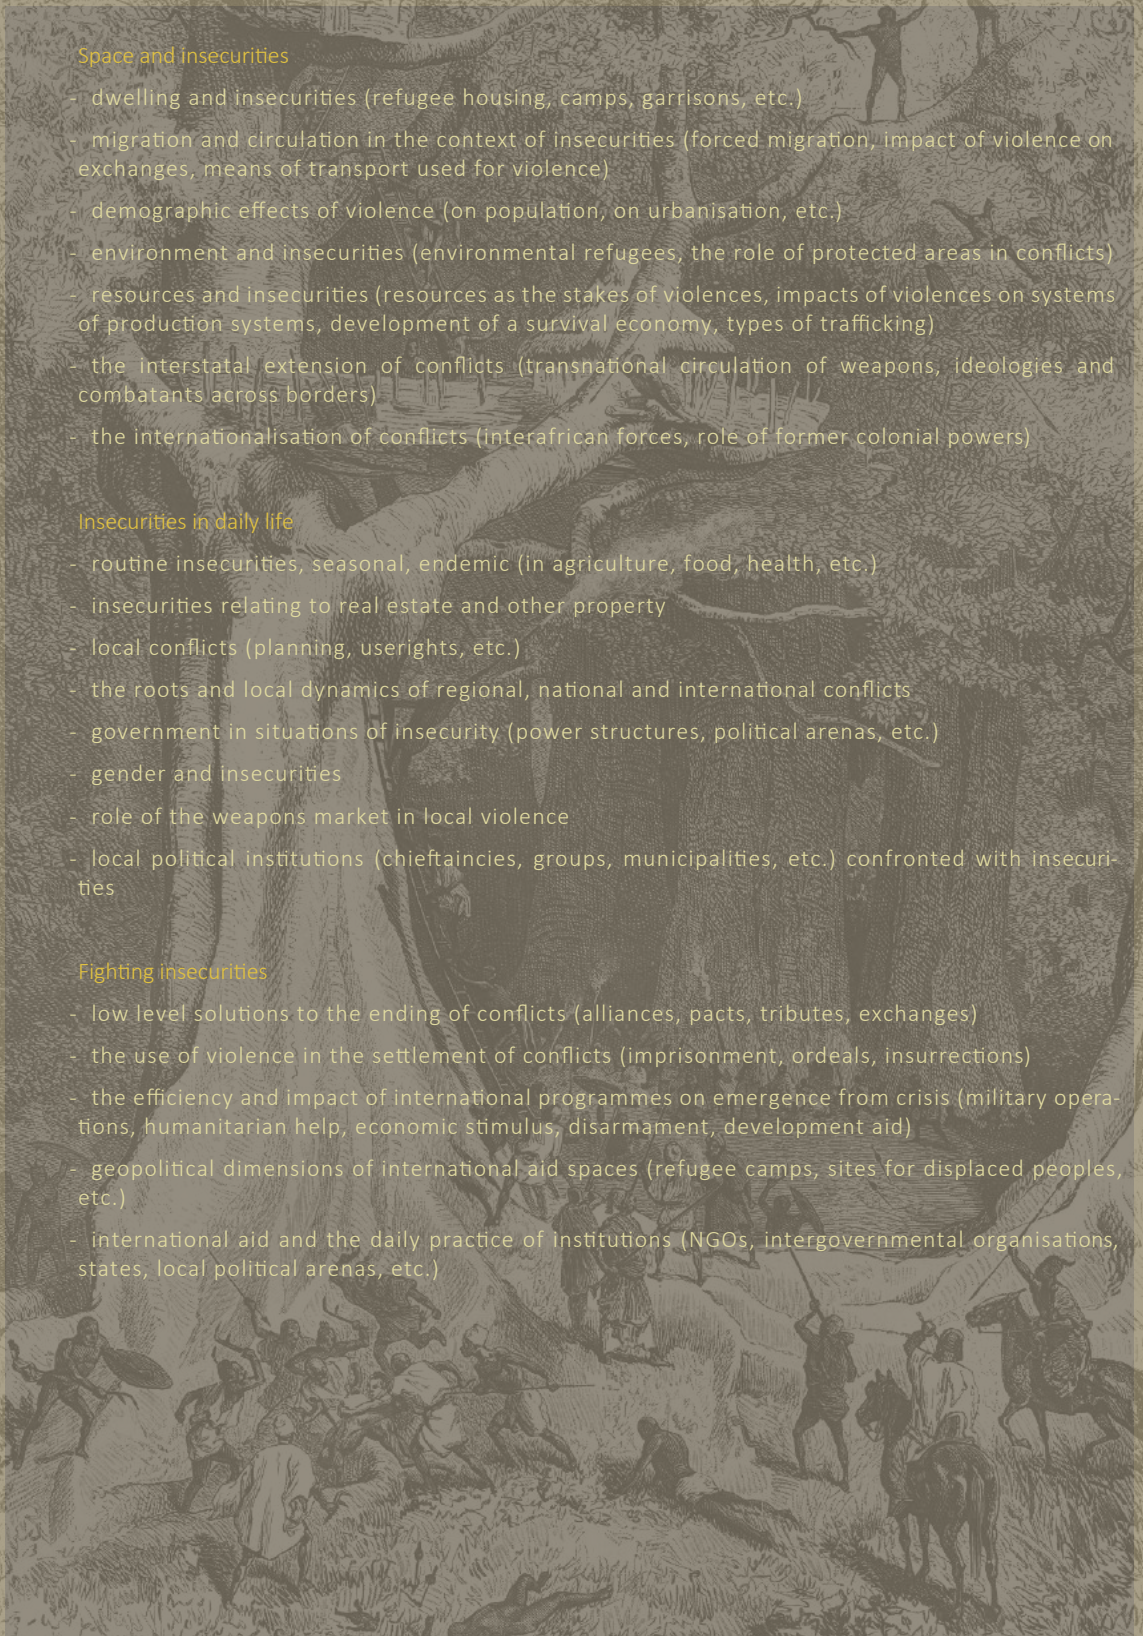 Space and insecurities
- dwelling and insecurities (refugee housing, camps, garrisons, etc.)
- migration and circulation in the context of insecurities (forced migration, impact of violence on
exchanges, means of transport used for violence)
- demographic effects of violence (on population, on urbanisation, etc.)
- environment and insecurities (environmental refugees, the role of protected areas in conflicts)
- resources and insecurities (resources as the stakes of violences, impacts of violences on systems
of production systems, development of a survival economy, types of trafficking)
- the interstatal extension of conflicts (transnational circulation of weapons, ideologies and
combatants across borders)
- the internationalisation of conflicts (interafrican forces, role of former colonial powers)
Insecurities in daily life
- routine insecurities, seasonal, endemic (in agriculture, food, health, etc.)
- insecurities relating to real estate and other property
- local conflicts (planning, userights, etc.)
- the roots and local dynamics of regional, national and international conflicts
- government in situations of insecurity (power structures, political arenas, etc.)
- gender and insecurities
- role of the weapons market in local violence
- local political institutions (chieftaincies, groups, municipalities, etc.) confronted with insecuri-
ties
Fighting insecurities
- low level solutions to the ending of conflicts (alliances, pacts, tributes, exchanges)
- the use of violence in the settlement of conflicts (imprisonment, ordeals, insurrections)
- the efficiency and impact of international programmes on emergence from crisis (military opera-
tions, humanitarian help, economic stimulus, disarmament, development aid)
- geopolitical dimensions of international aid spaces (refugee camps, sites for displaced peoples,
etc.)
- international aid and the daily practice of institutions (NGOs, intergovernmental organisations,
states, local political arenas, etc.)